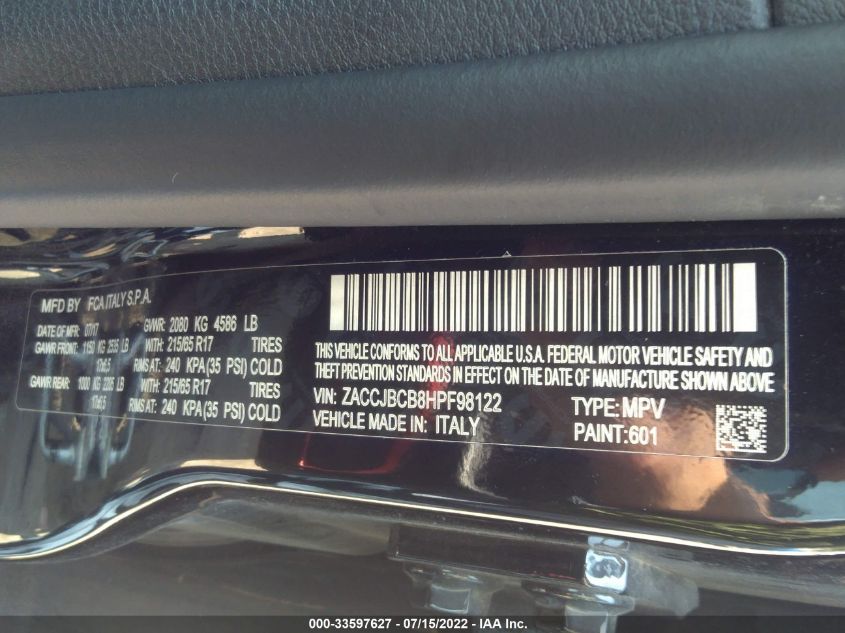 MFD BY FCA ITALY S.P.A.
DATE OF MFR 07/17 GVWR: 2080 KG 4586 LB
GAWR FRONT: 1150 KG 2535 LB WITH: 215/65 R17 TIRES
17x6.5 RIMS AT: 240 KPA(35 PSI) COLD
GAWR REAR: 1000 KG 2205 LB WITH: 215/65 R17 TIRES
17x6.5 RIMS AT: 240 KPA(35 PSI) COLD
THIS VEHICLE CONFORMS TO ALL APPLICABLE U.S.A. FEDERAL MOTOR VEHICLE SAFETY AND
THEFT PREVENTION STANDARDS IN EFFECT ON THE DATE OF MANUFACTURE SHOWN ABOVE
VIN: ZACCJBCB8HPF98122 TYPE: MPV
VEHICLE MADE IN: ITALY PAINT:601
000-33597627 - 07/15/2022 - IAA Inc.